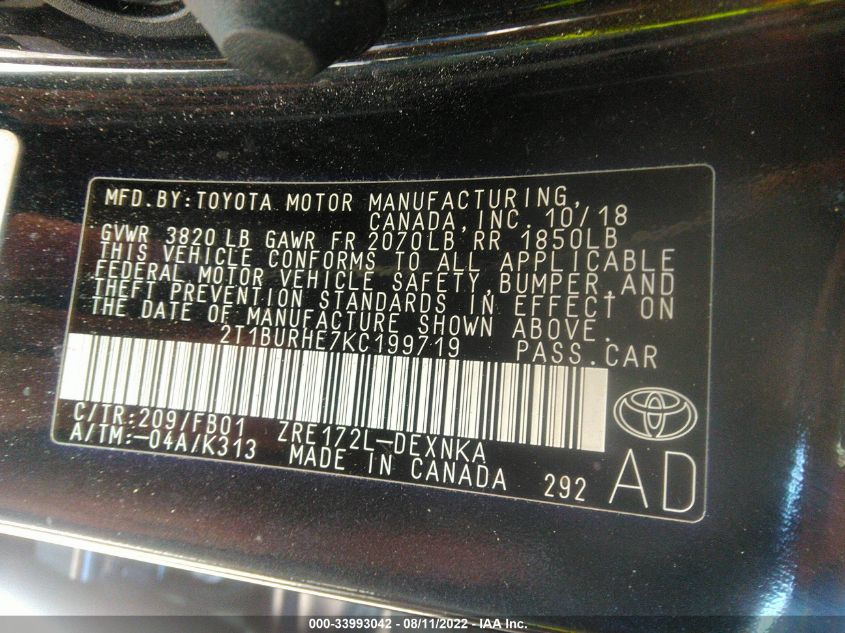 MFD.BY:TOYOTA MOTOR MANUFACTURING,
CANADA,INC. 10/18
GVWR 3820 LB GAWR FR 2070LB RR 1850LB
THIS VEHICLE CONFORMS TO ALL APPLICABLE
FEDERAL MOTOR VEHICLE SAFETY,BUMPER,AND
THEFT PREVENTION STANDARDS IN EFFECT ON
THE DATE OF MANUFACTURE SHOWN ABOVE.
2T1BURHE7KC199719 PASS.CAR
C/TR:209/FB01 ZRE172L-DEXNKA
A/TM:-04A/K313 MADE IN CANADA 292 AD
000-33993042 - 08/11/2022 - IAA Inc.